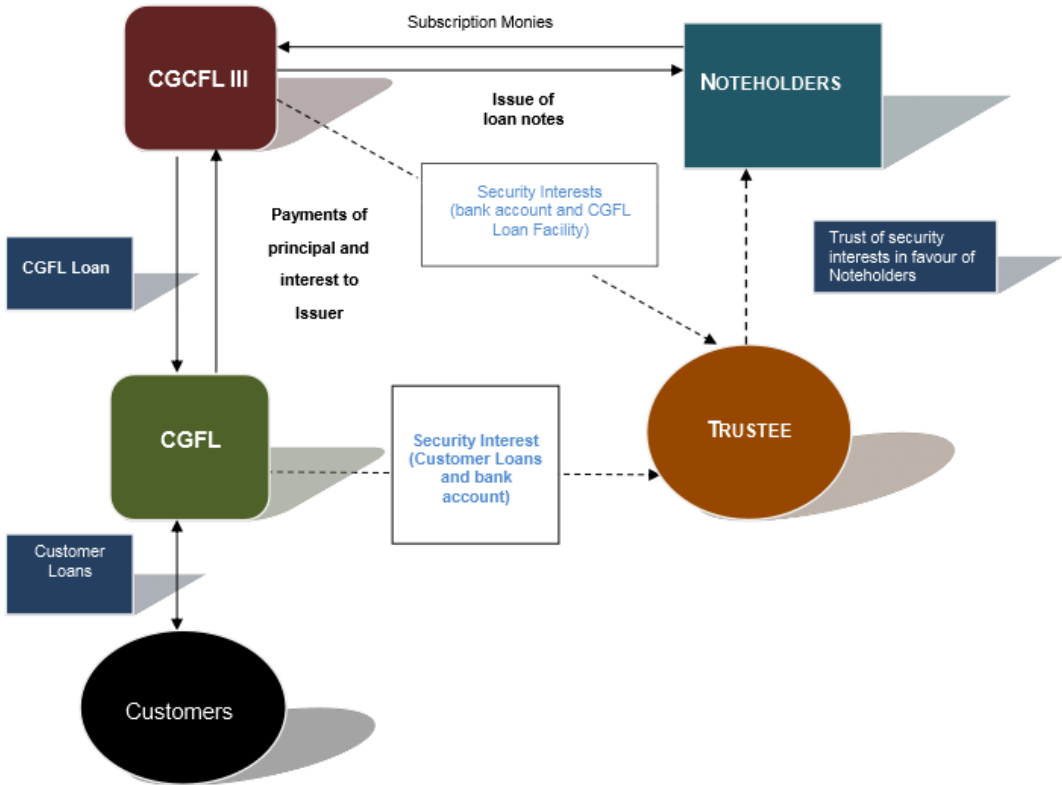 Subscription Monies
CGCFL III
NOTEHOLDERS
Issue of
loan notes
Security Interests
(bank account and CGFL
Loan Facility)
Payments of
principal and
interest to
Issuer
CGFL Loan
Trust of security
interests in favour of
Noteholders
CGFL
Security Interest
(Customer Loans
and bank
account)
TRUSTEE
Customer
Loans
Customers